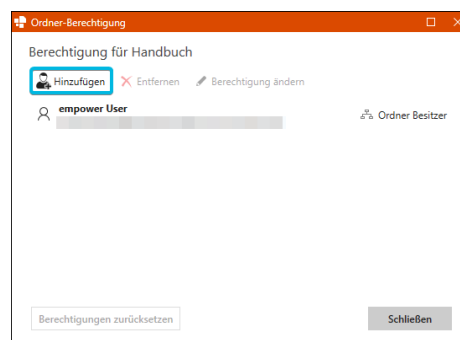 Ordner-Berechtigung
Berechtigung für Handbuch
Hinzufügen Entfernen Berechtigung ändern
empower User Ordner Besitzer
Berechtigungen zurücksetzen Schließen